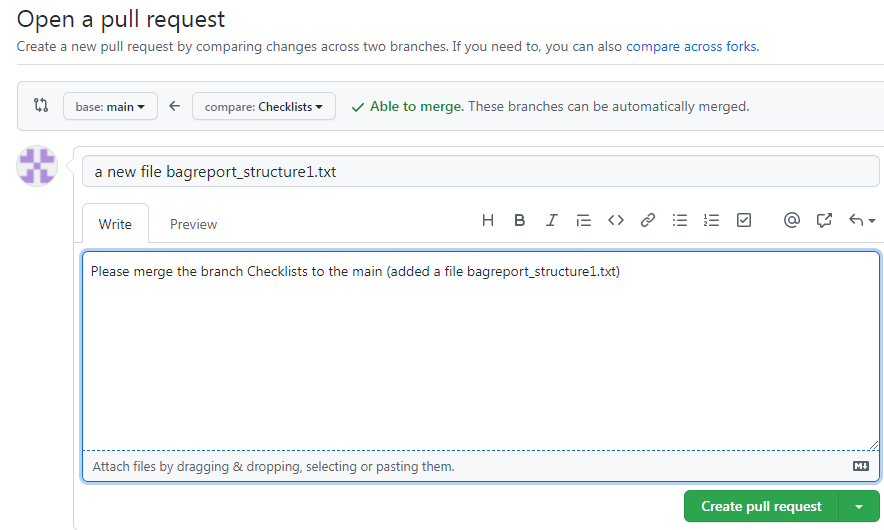 Open a pull request
Create a new pull request by comparing changes across two branches. If you need to, you can also compare across forks.
base: main compare: Checklists Able to merge. These branches can be automatically merged.
a new file bagreport_structure1.txt
Write Preview H B I
Please merge the branch Checklists to the main (added a file bagreport_structure1.txt)
Attach files by dragging & dropping, selecting or pasting them.
Create pull request